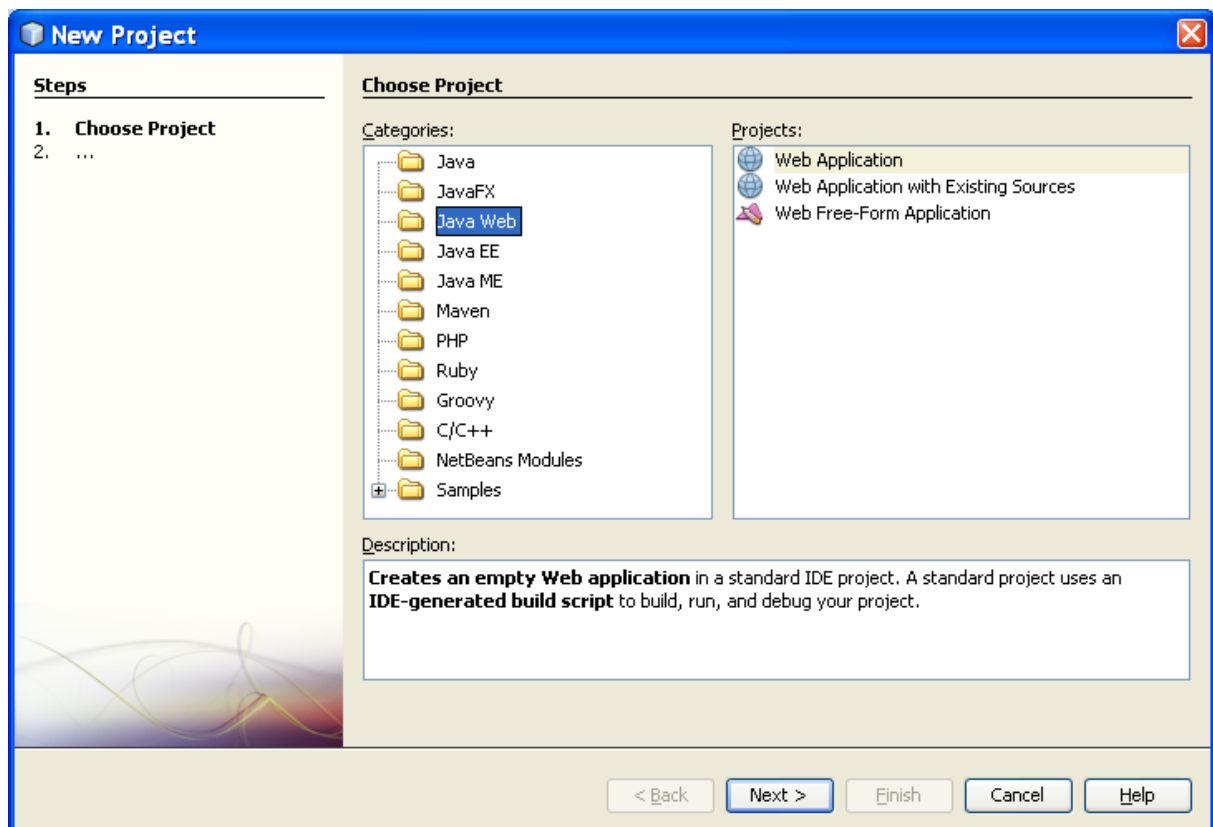 New Project
Steps
1. Choose Project
2. ...
Choose Project
Categories:
Java
JavaFX
Java Web
Java EE
Java ME
Maven
PHP
Ruby
Groovy
C/C++
NetBeans Modules
Samples
Projects:
Web Application
Web Application with Existing Sources
Web Free-Form Application
Description:
Creates an empty Web application in a standard IDE project. A standard project uses an
IDE-generated build script to build, run, and debug your project.
< Back
Next >
Finish
Cancel
Help